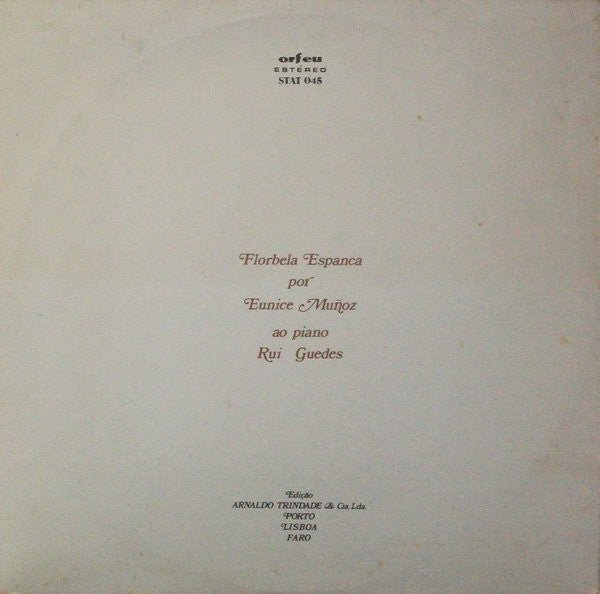 orfeu
ESTÉREO
STAT 045
Florbela Espanca
por
Eunice Muñoz
ao piano
Rui Guedes
Edição
ARNALDO TRINDADE & Cia. Lda.
PORTO
LISBOA
FARO